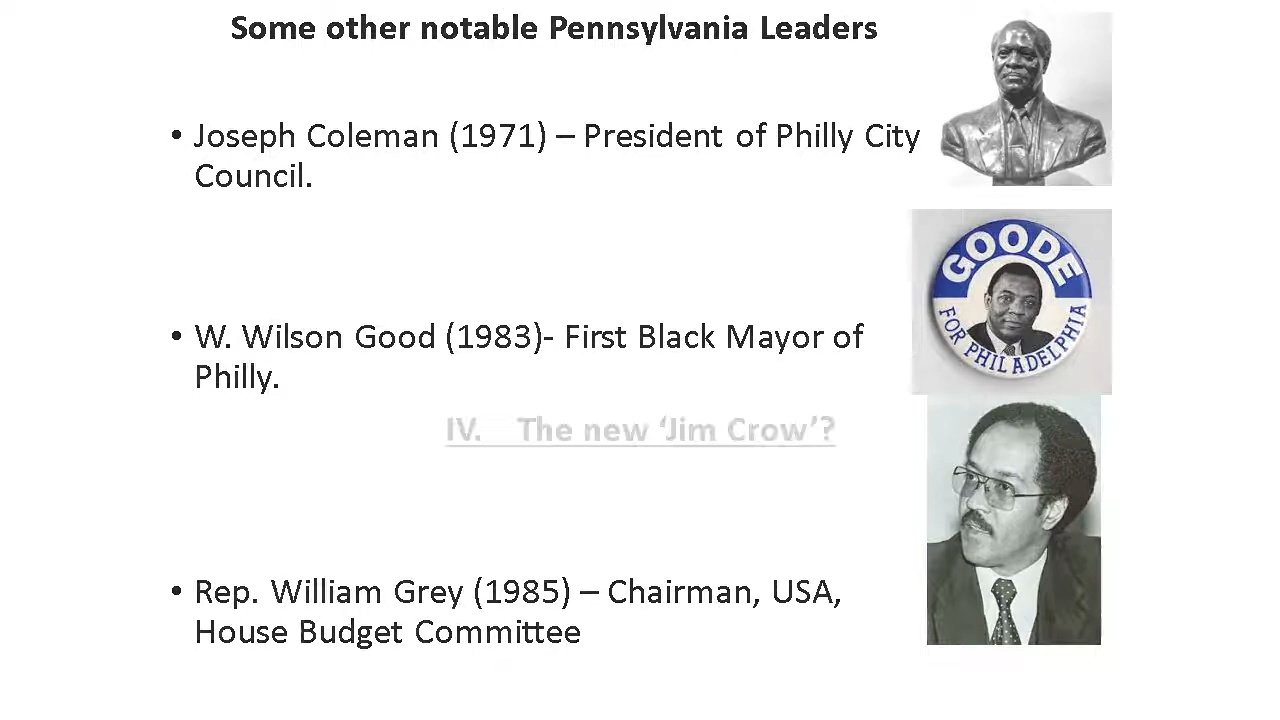 Some other notable Pennsylvania Leaders
• Joseph Coleman (1971) – President of Philly City
Council.
GOODE
FOR PHILADELPHIA
• W. Wilson Good (1983)- First Black Mayor of
Philly.
IV. The new ‘Jim Crow’?
• Rep. William Grey (1985) – Chairman, USA,
House Budget Committee